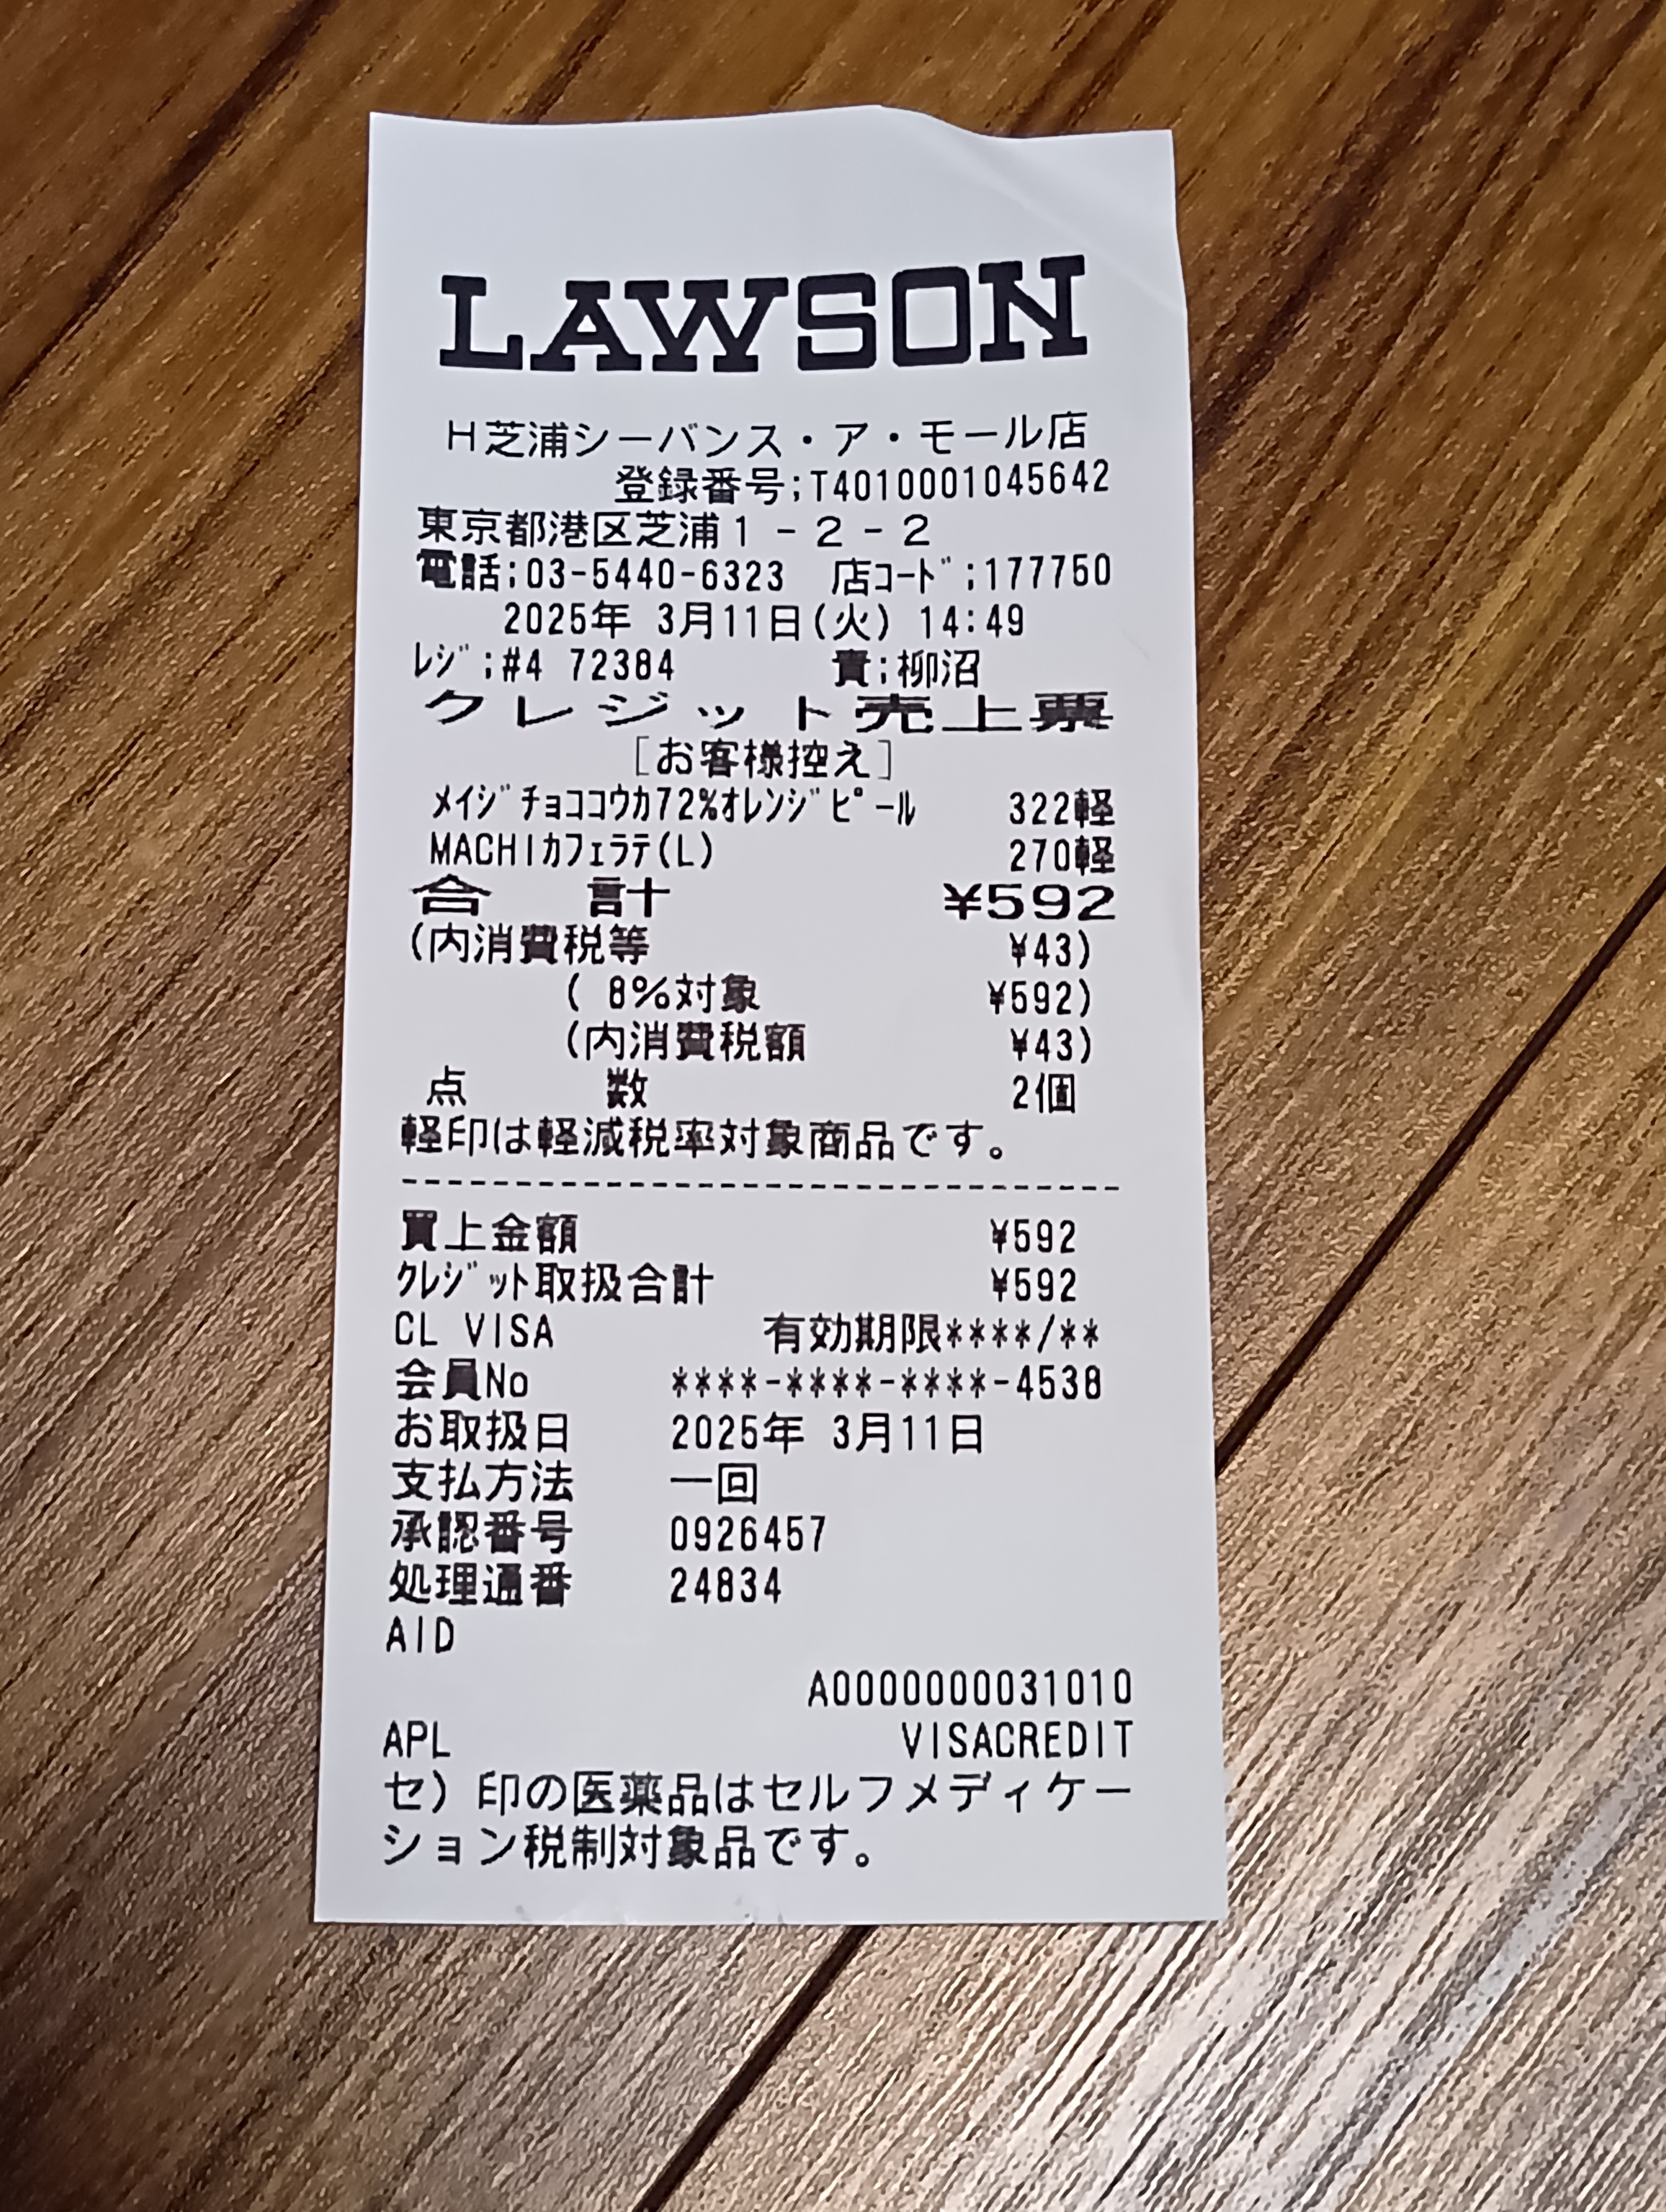 LAWSON
H芝浦シーバンス・ア・モール店
登録番号;T4010001045642
東京都港区芝浦1-2-2
電話;03-5440-6323 店コード;177750
2025年 3月11日(火) 14:49
レジ;#4 72384 責;柳沼
クレジット売上票
[お客様控え]
メイジチョココウカ72%オレンジピール 322軽
MACHIカフェラテ(L) 270軽
合 計 ¥592
(内消費税等 ¥43)
( 8%対象 ¥592)
(内消費税額 ¥43)
点 数 2個
軽印は軽減税率対象商品です。
--------------------------------
買上金額 ¥592
クレジット取扱合計 ¥592
CL VISA 有効期限****/**
会員No ****-****-****-4538
お取扱日 2025年 3月11日
支払方法 一回
承認番号 0926457
処理通番 24834
AID
A0000000031010
APL VISACREDIT
セ）印の医薬品はセルフメディケー
ション税制対象品です。